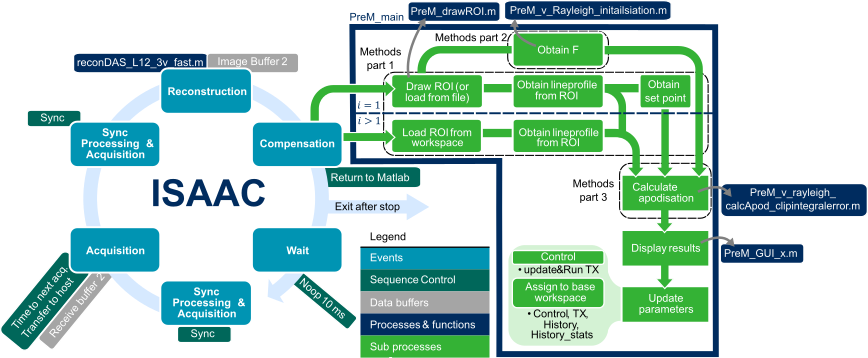 PreM_drawROI.m
PreM_v_Rayleigh_initailsiation.m
PreM_main
Methods part 2
Obtain F
Methods
part 1
reconDAS_L12_3v_fast.m
Image Buffer 2
Reconstruction
Draw ROI (or
load from file)
Obtain lineprofile
from ROI
Obtain
set point
i = 1
i > 1
Sync
Sync
Processing &
Acquisition
Compensation
Load ROI from
workspace
Obtain lineprofile
from ROI
ISAAC
Return to Matlab
Methods
part 3
Calculate
apodisation
PreM_v_rayleigh_
calcApod_clipintegralerror.m
Exit after stop
Acquisition
Wait
Legend
Events
Sequence Control
Data buffers
Processes & functions
Sub processes
Control
• update&Run TX
Assign to base
workspace
• Control, TX,
History,
History_stats
Display results
PreM_GUI_x.m
Update
parameters
Time to next acq.
Transfer to host
Receive buffer 2
Sync
Processing &
Acquisition
Sync
Noop 10 ms